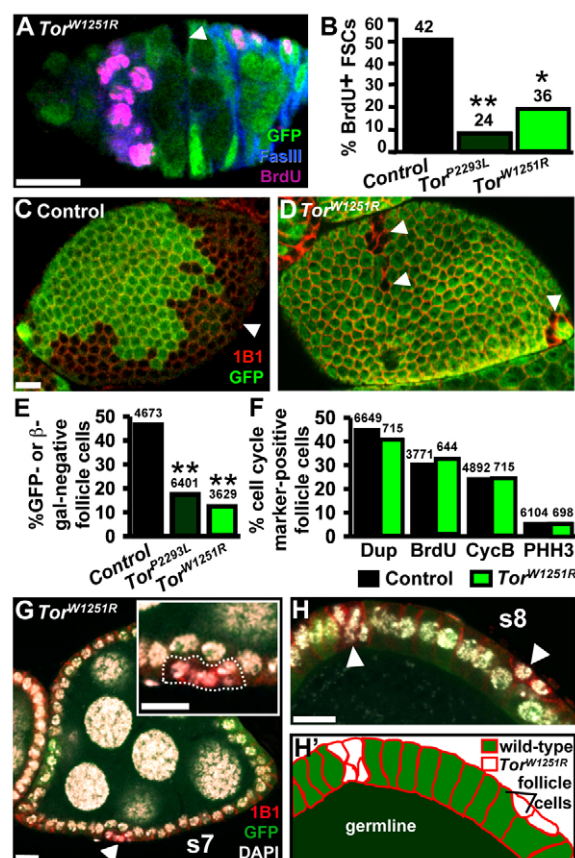 A Tor^W1251R
GFP
FasIII
BrdU
B
% BrdU+ FSCs
60
50
40
30
20
10
0
42
**
24
*
36
Control
Tor^P2293L
Tor^W1251R
C Control
1B1
GFP
D Tor^W1251R
E
%GFP- or β-
gal-negative
follicle cells
50
40
30
20
10
0
4673
**
6401
**
3629
Control
Tor^P2293L
Tor^W1251R
F
% cell cycle
marker-positive
follicle cells
50
40
30
20
10
0
6649
715
3771
644
4892
715
6104
698
Dup BrdU CycB PHH3
Control Tor^W1251R
G Tor^W1251R
1B1
GFP
DAPI
s7
H
s8
H'
wild-type
Tor^W1251R
follicle
cells
germline